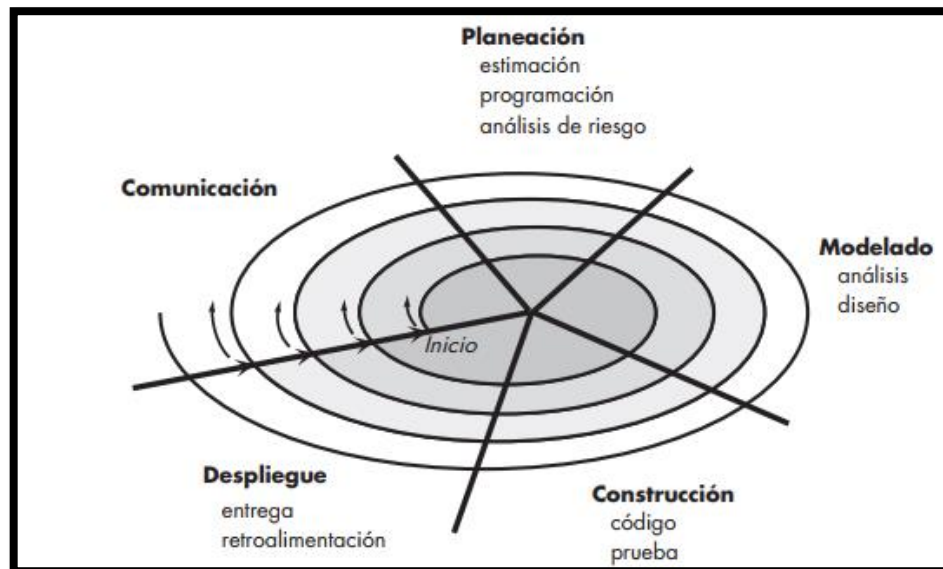 Planeación
estimación
programación
análisis de riesgo
Comunicación
Modelado
análisis
diseño
Inicio
Despliegue
entrega
retroalimentación
Construcción
código
prueba